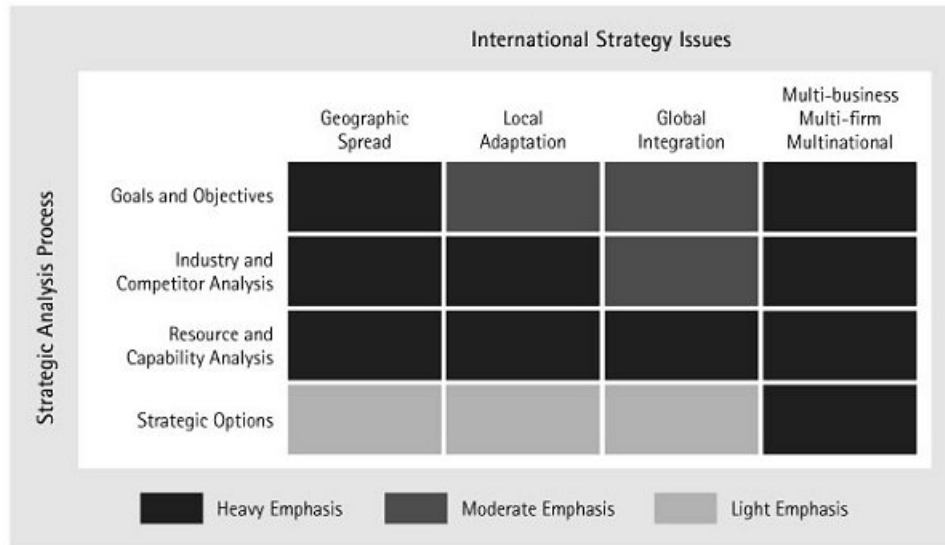 International Strategy Issues
Geographic
Spread
Local
Adaptation
Global
Integration
Multi-business
Multi-firm
Multinational
Strategic Analysis Process
Goals and Objectives
Industry and
Competitor Analysis
Resource and
Capability Analysis
Strategic Options
Heavy Emphasis
Moderate Emphasis
Light Emphasis